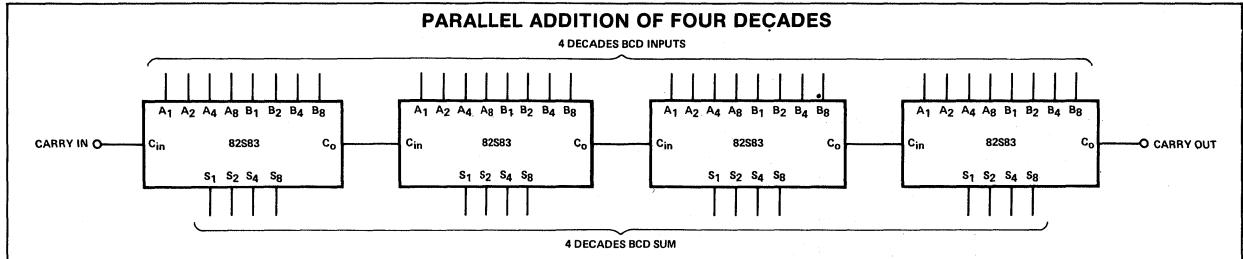 PARALLEL ADDITION OF FOUR DECADES
4 DECADES BCD INPUTS
A1 A2 A4 A8 B1 B2 B4 B8 A1 A2 A4 A8 B1 B2 B4 B8 A1 A2 A4 A8 B1 B2 B4 B8 A1 A2 A4 A8 B1 B2 B4 B8
CARRY IN Cin 82S83 Co Cin 82S83 Co Cin 82S83 Co Cin 82S83 Co CARRY OUT
S1 S2 S4 S8 S1 S2 S4 S8 S1 S2 S4 S8 S1 S2 S4 S8
4 DECADES BCD SUM